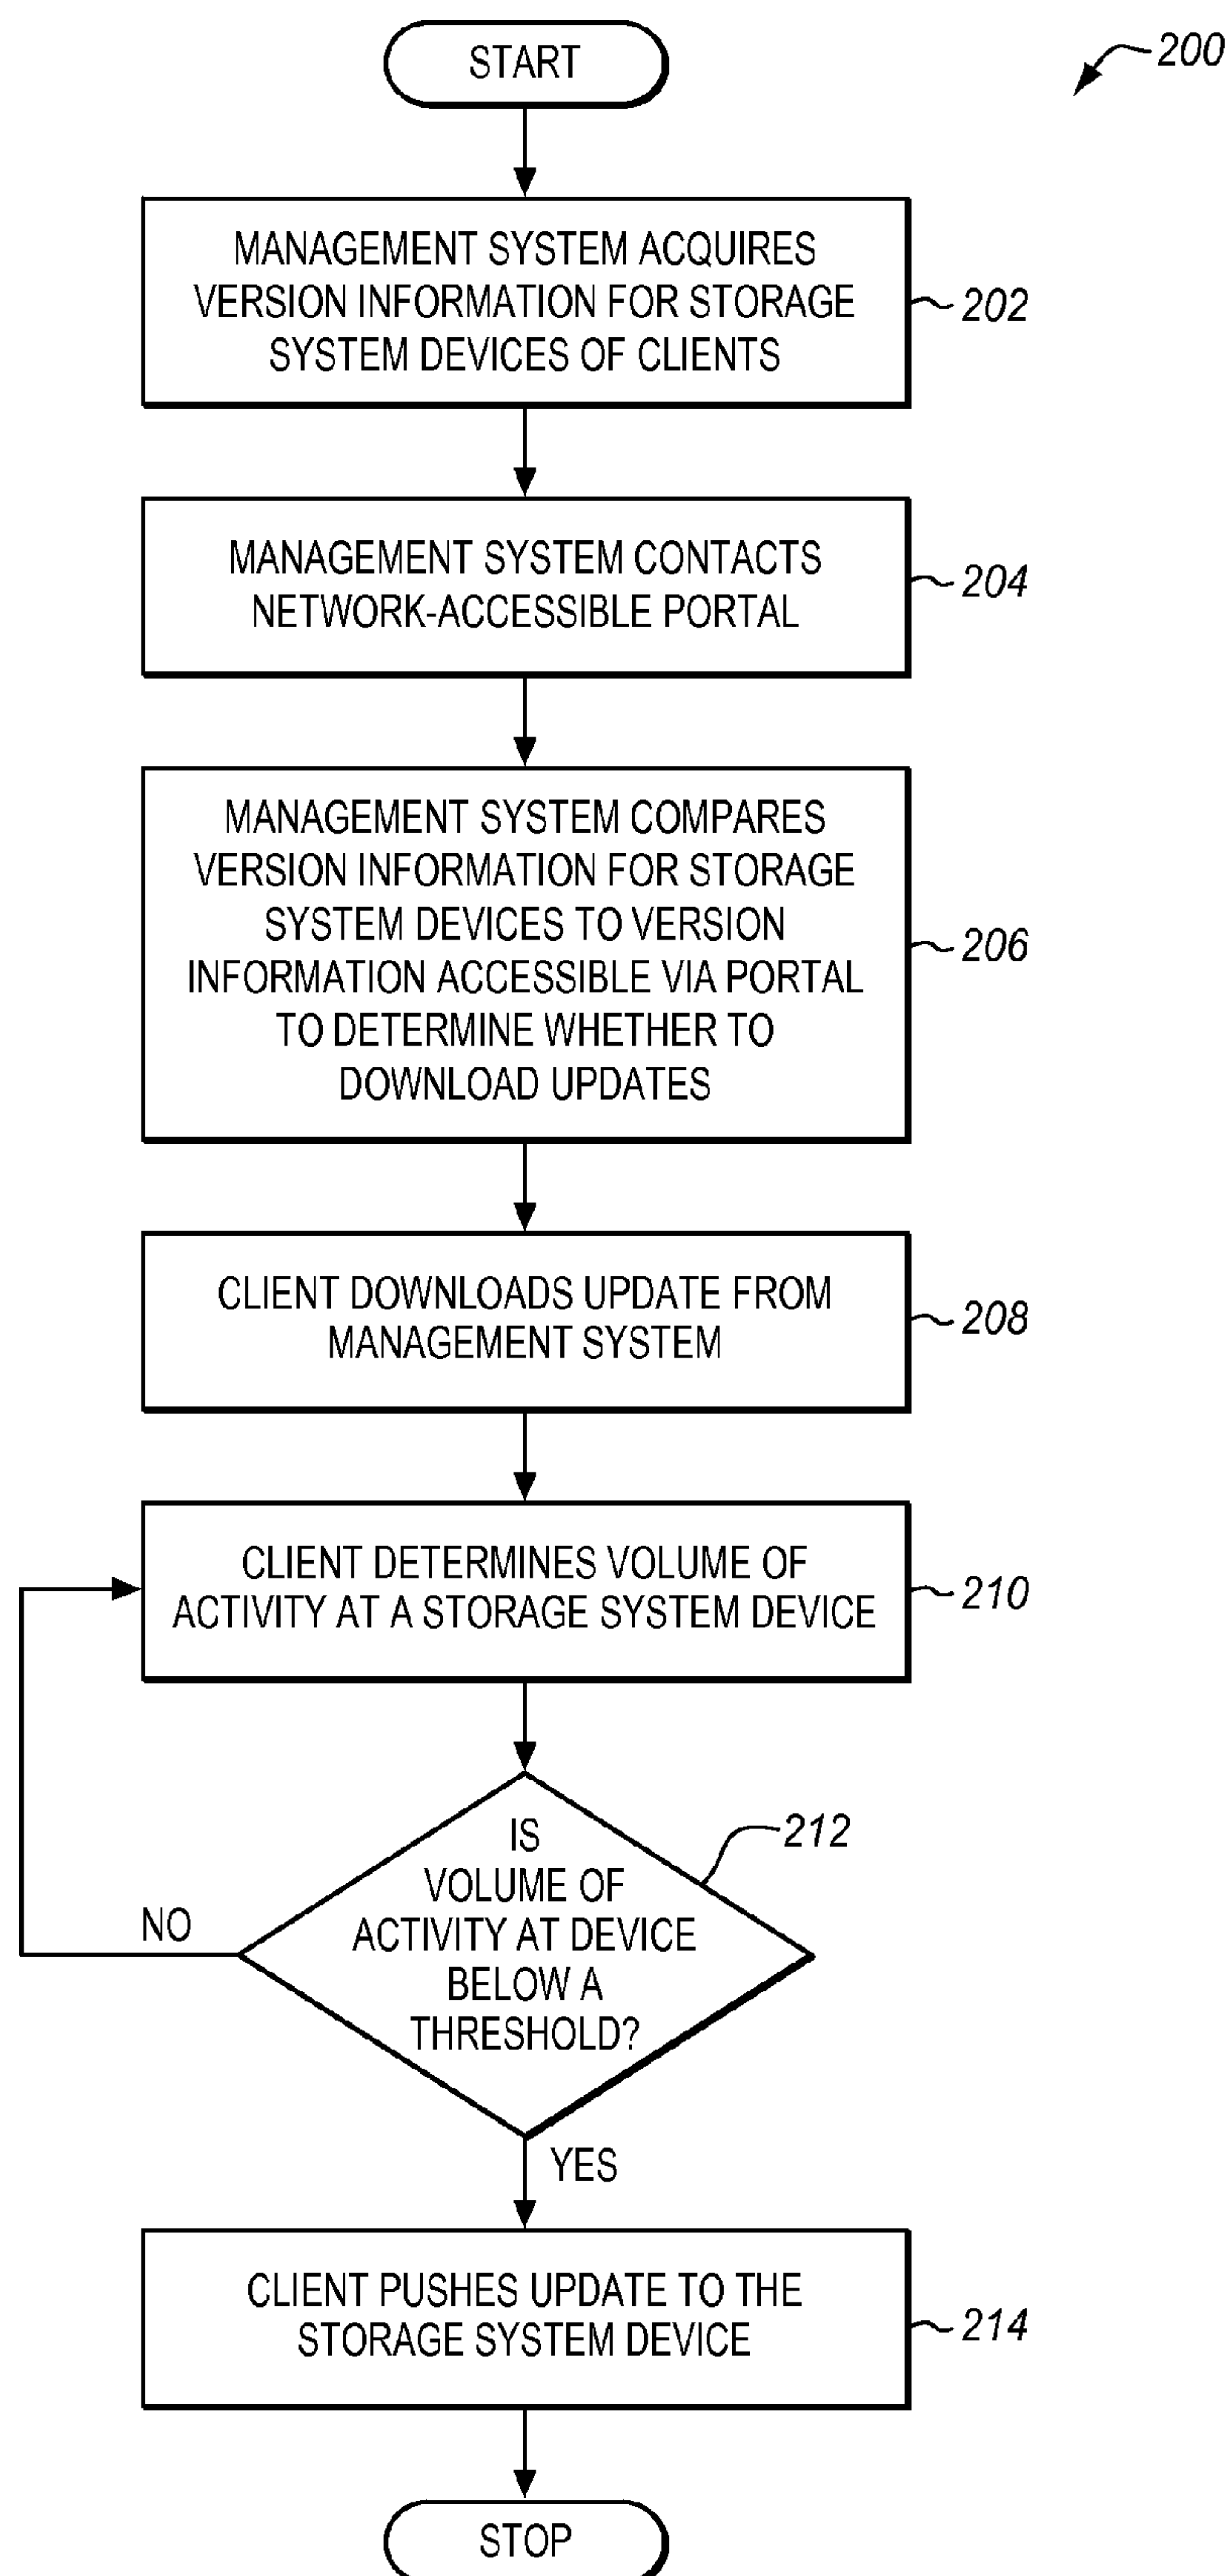 START
200
MANAGEMENT SYSTEM ACQUIRES
VERSION INFORMATION FOR STORAGE
SYSTEM DEVICES OF CLIENTS
202
MANAGEMENT SYSTEM CONTACTS
NETWORK-ACCESSIBLE PORTAL
204
MANAGEMENT SYSTEM COMPARES
VERSION INFORMATION FOR STORAGE
SYSTEM DEVICES TO VERSION
INFORMATION ACCESSIBLE VIA PORTAL
TO DETERMINE WHETHER TO
DOWNLOAD UPDATES
206
CLIENT DOWNLOADS UPDATE FROM
MANAGEMENT SYSTEM
208
CLIENT DETERMINES VOLUME OF
ACTIVITY AT A STORAGE SYSTEM DEVICE
210
IS
VOLUME OF
ACTIVITY AT DEVICE
BELOW A
THRESHOLD?
212
NO
YES
CLIENT PUSHES UPDATE TO THE
STORAGE SYSTEM DEVICE
214
STOP